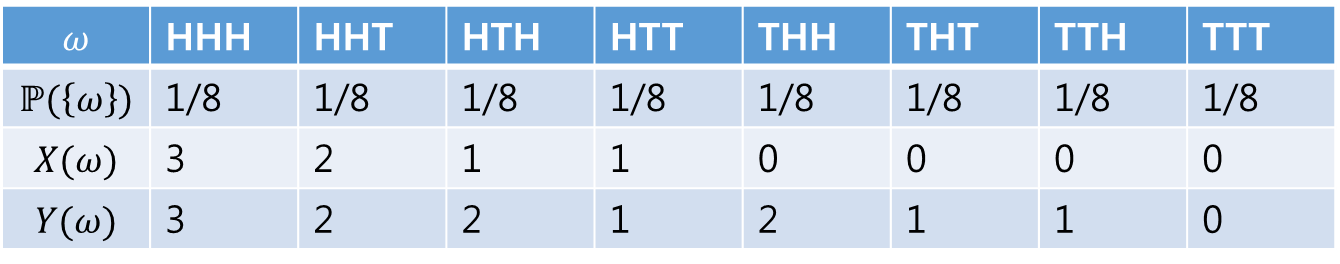 ω HHH HHT HTH HTT THH THT TTH TTT
ℙ({ω}) 1/8 1/8 1/8 1/8 1/8 1/8 1/8 1/8
X(ω) 3 2 1 1 0 0 0 0
Y(ω) 3 2 2 1 2 1 1 0